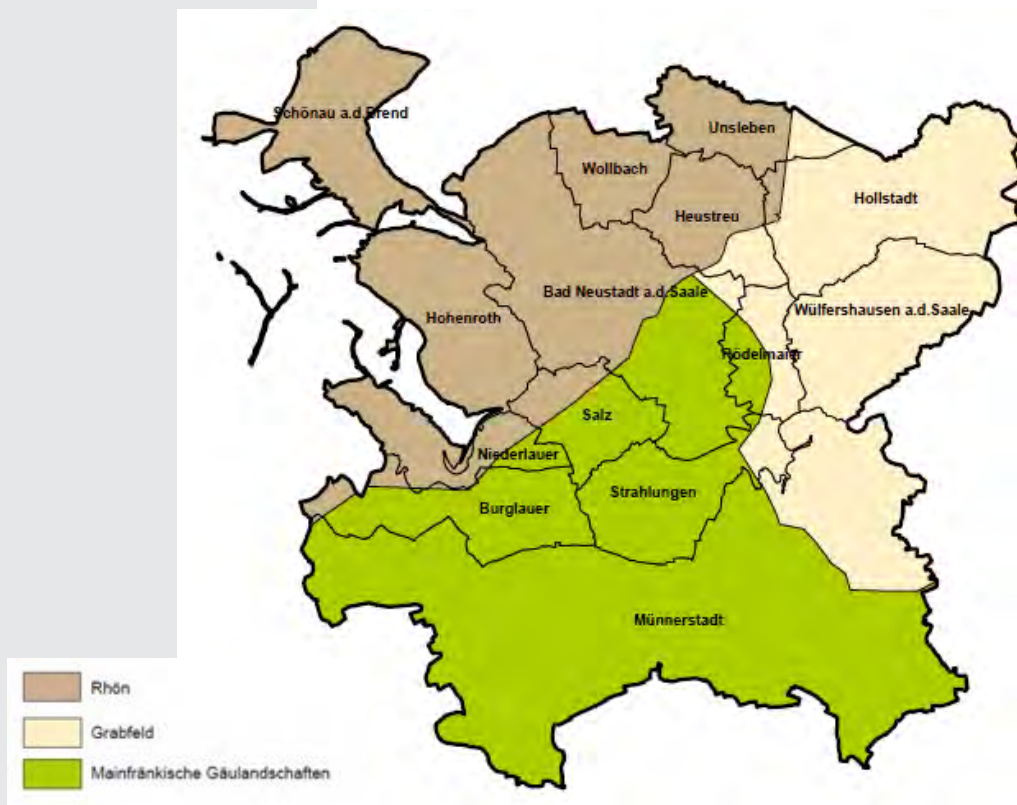 Schönau a.d.Brend
Unsleben
Wollbach
Hollstadt
Heustreu
Bad Neustadt a.d.Saale
Wülfershausen a.d.Saale
Hohenroth
Rödelmaier
Salz
Niederlauer
Strahlungen
Burglauer
Münnerstadt
Rhön
Grabfeld
Mainfränkische Gäulandschaften